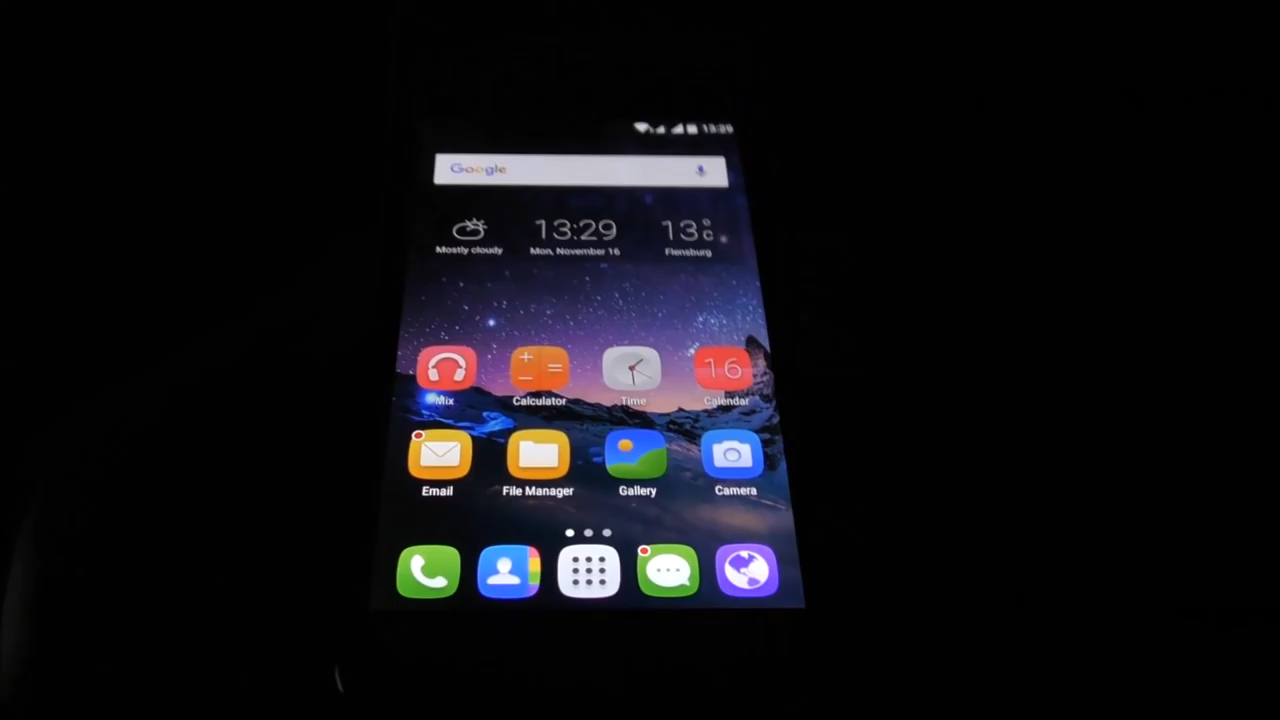 13:29
Google
13:29 13° C
Mostly cloudy Mon, November 16 Flensburg
16
Mix Calculator Time Calendar
Email File Manager Gallery Camera